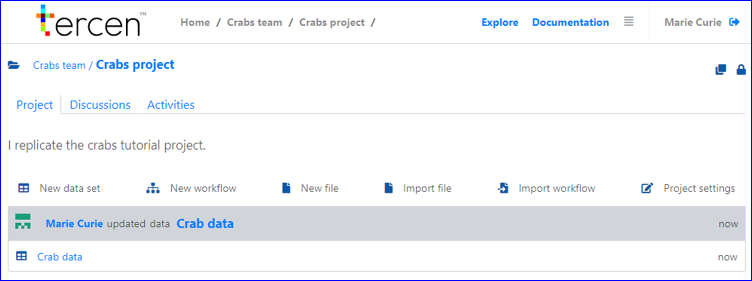 tercen™
Home / Crabs team / Crabs project /
Explore Documentation Marie Curie
Crabs team / Crabs project
Project Discussions Activities
I replicate the crabs tutorial project.
New data set New workflow New file Import file Import workflow Project settings
Marie Curie updated data Crab data now
Crab data now